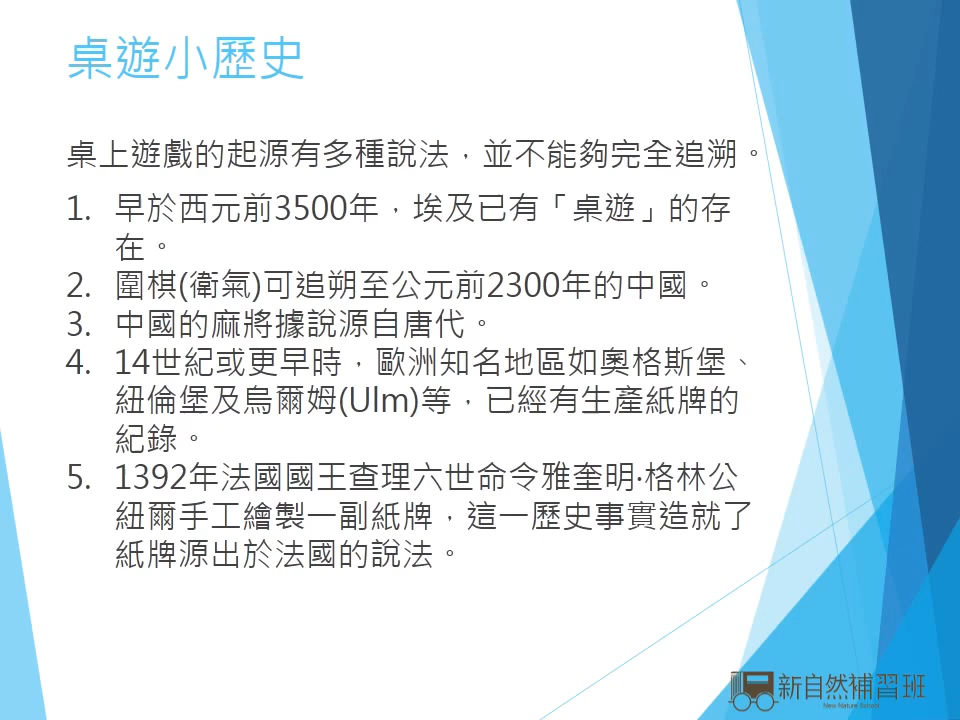 桌遊小歷史
桌上遊戲的起源有多種說法，並不能夠完全追溯。
1. 早於西元前3500年，埃及已有「桌遊」的存
在。
2. 圍棋(衛氣)可追朔至公元前2300年的中國。
3. 中國的麻將據說源自唐代。
4. 14世紀或更早時，歐洲知名地區如奧格斯堡、
紐倫堡及烏爾姆(Ulm)等，已經有生產紙牌的
紀錄。
5. 1392年法國國王查理六世命令雅奎明·格林公
紐爾手工繪製一副紙牌，這一歷史事實造就了
紙牌源出於法國的說法。
新自然補習班
New Nature School